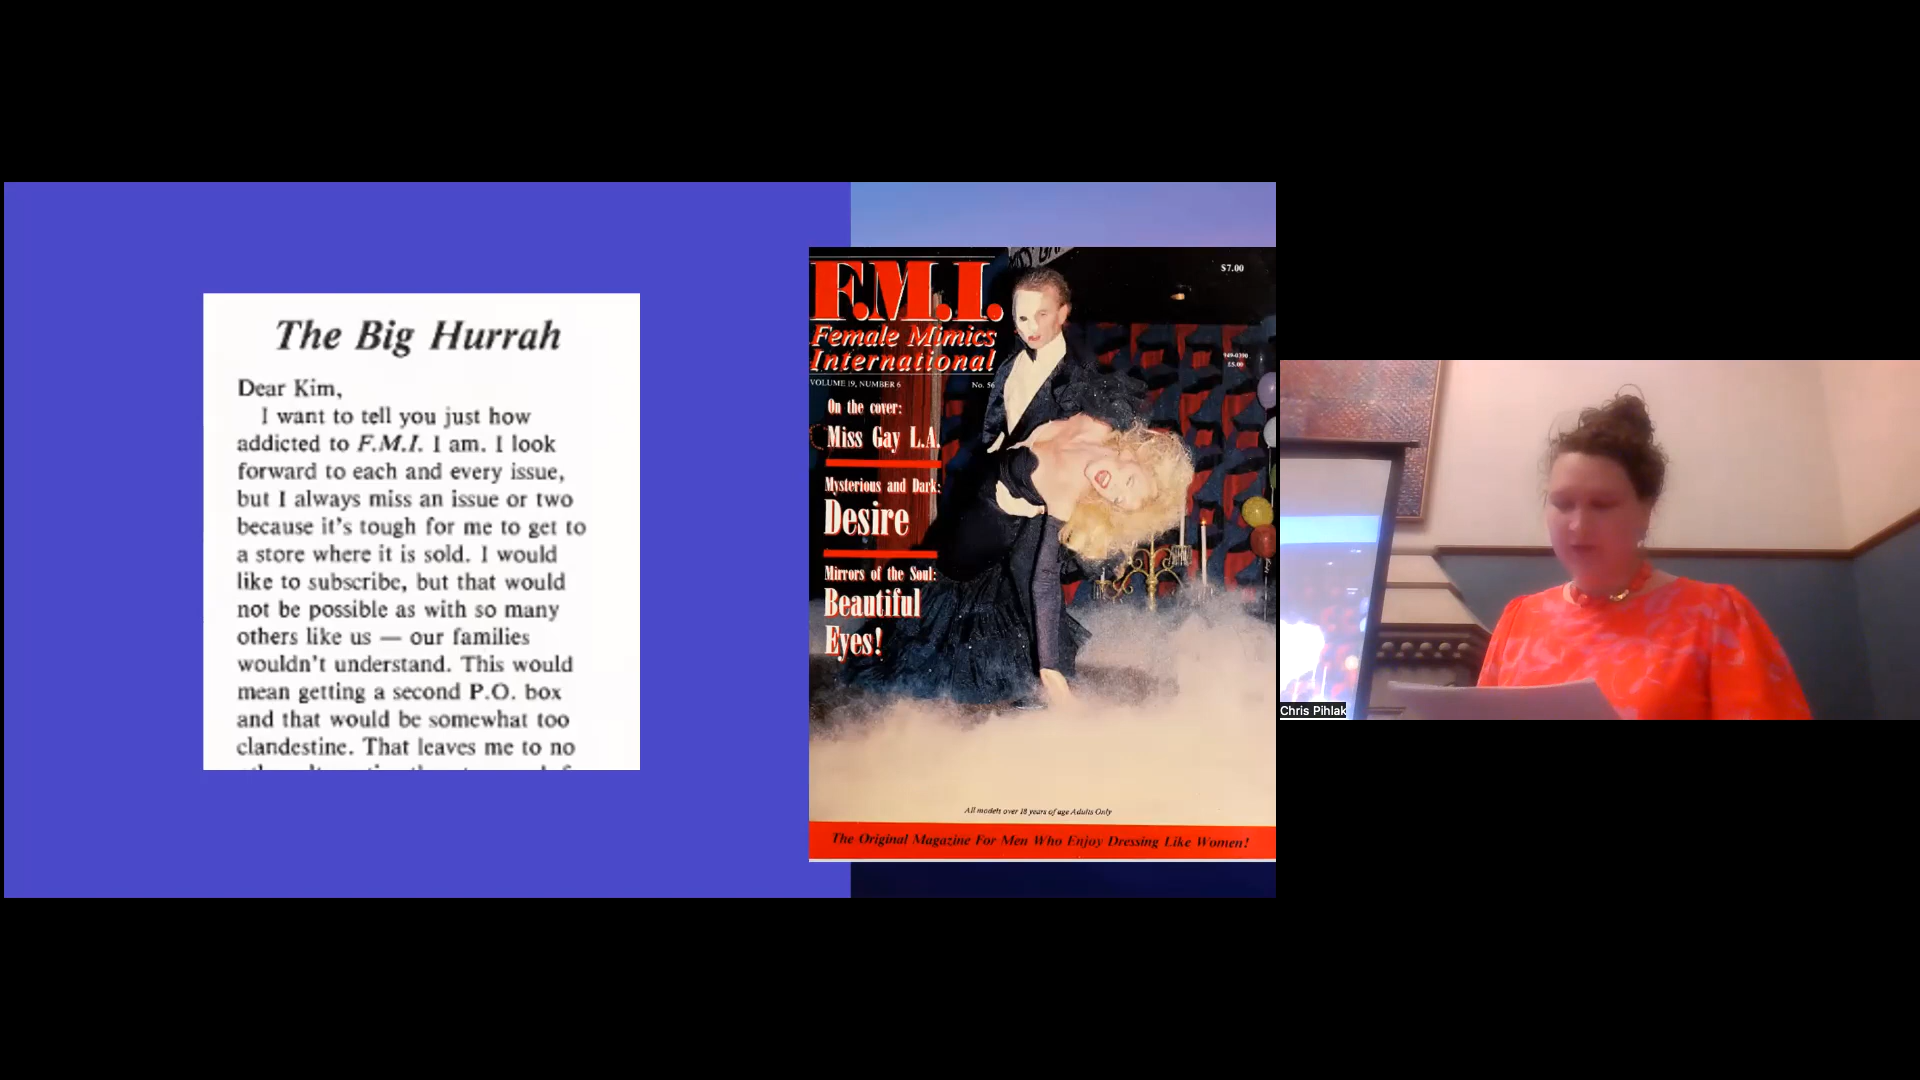 The Big Hurrah
Dear Kim,
I want to tell you just how
addicted to F.M.I. I am. I look
forward to each and every issue,
but I always miss an issue or two
because it's tough for me to get to
a store where it is sold. I would
like to subscribe, but that would
not be possible as with so many
others like us — our families
wouldn't understand. This would
mean getting a second P.O. box
and that would be somewhat too
clandestine. That leaves me to no
F.M.I.
Female Mimics
International
VOLUME 19, NUMBER 6 No. 56
$7.00
949-0390
£5.00
On the cover:
Miss Gay L.A.
Mysterious and Dark:
Desire
Mirrors of the Soul:
Beautiful
Eyes!
All models over 18 years of age Adults Only
The Original Magazine For Men Who Enjoy Dressing Like Women!
Chris Pihlak